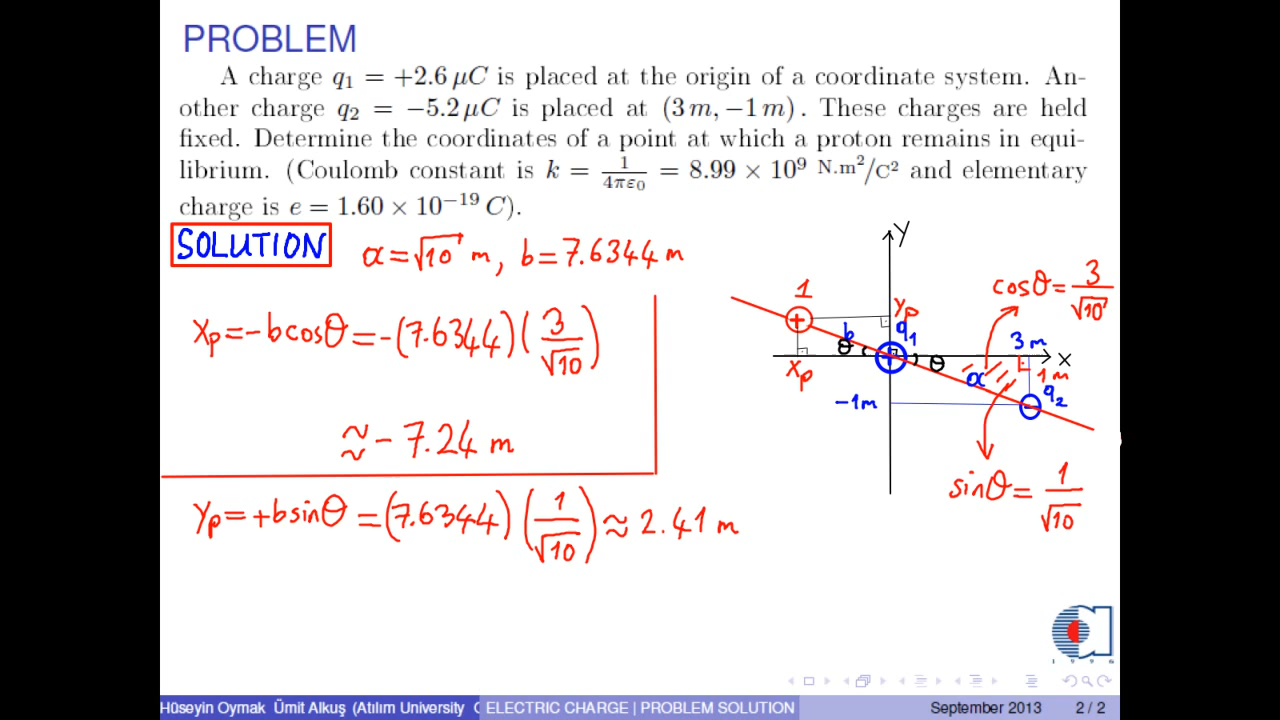 PROBLEM
A charge q₁ = +2.6 μC is placed at the origin of a coordinate system. An-
other charge q₂ = −5.2 μC is placed at (3 m, −1 m). These charges are held
fixed. Determine the coordinates of a point at which a proton remains in equi-
librium. (Coulomb constant is k = 1/4πε₀ = 8.99 × 10⁹ N.m²/C² and elementary
charge is e = 1.60 × 10⁻¹⁹ C).
SOLUTION
a = √10 m, b = 7.6344 m
Xp = −b cosθ = −(7.6344)(3/√10)
≈ −7.24 m
Yp = +b sinθ = (7.6344)(1/√10) ≈ 2.41 m
Y
cosθ = 3/√10
1
Yp
b
q₁
3 m
θ
θ
X
Xp
a
1 m
−1 m
q₂
sinθ = 1/√10
1 9 9 6
Hüseyin Oymak Ümit Alkuş (Atılım University
ELECTRIC CHARGE | PROBLEM SOLUTION
September 2013
2 / 2